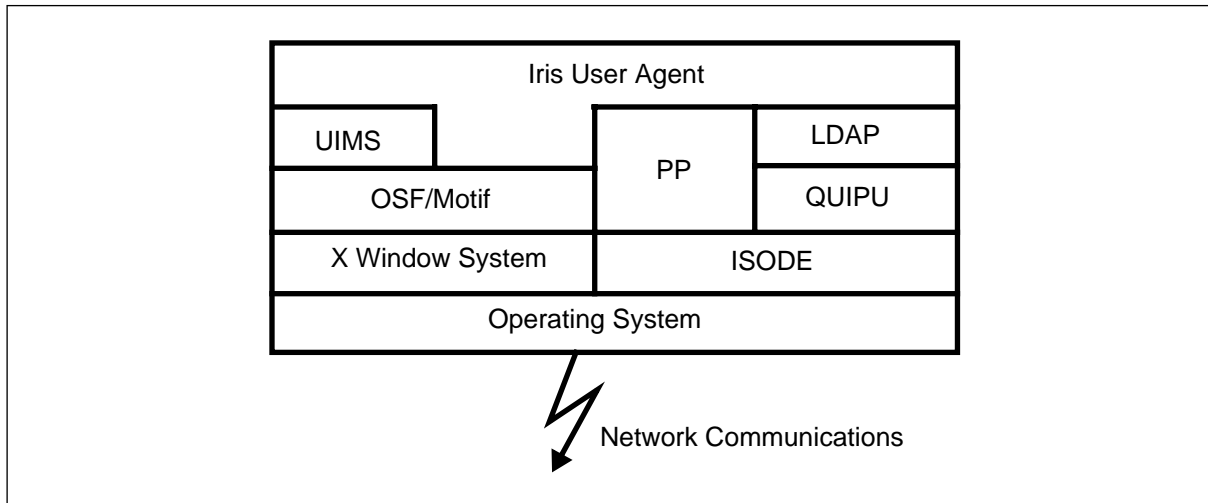 Iris User Agent
UIMS
PP
LDAP
OSF/Motif
QUIPU
X Window System
ISODE
Operating System
Network Communications